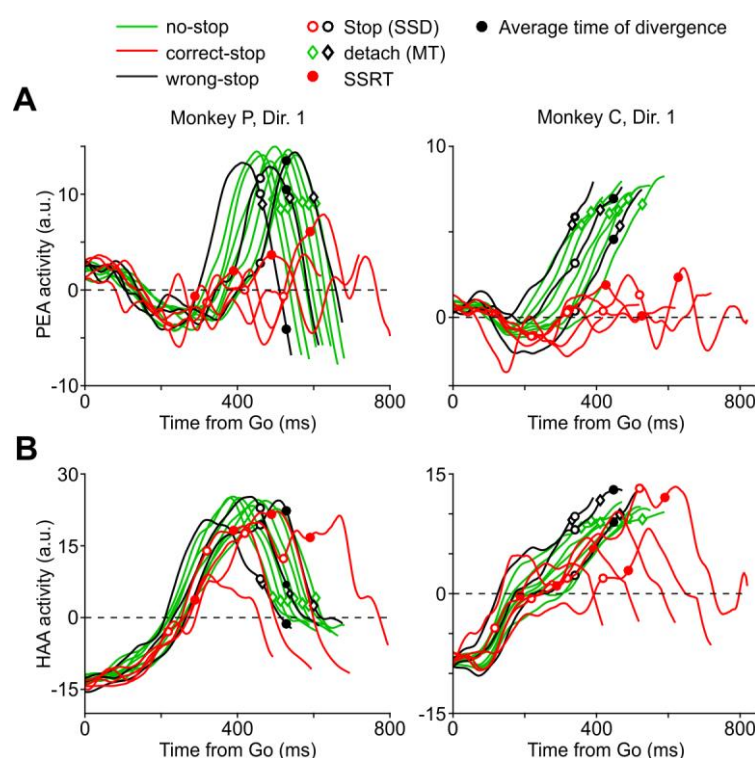 no-stop
Stop (SSD)
Average time of divergence
correct-stop
detach (MT)
wrong-stop
SSRT
A
Monkey P, Dir. 1
Monkey C, Dir. 1
PEA activity (a.u.)
10
0
-10
0
400
800
Time from Go (ms)
10
0
0
400
800
Time from Go (ms)
B
HAA activity (a.u.)
30
15
0
-15
0
400
800
Time from Go (ms)
15
0
-15
0
400
800
Time from Go (ms)